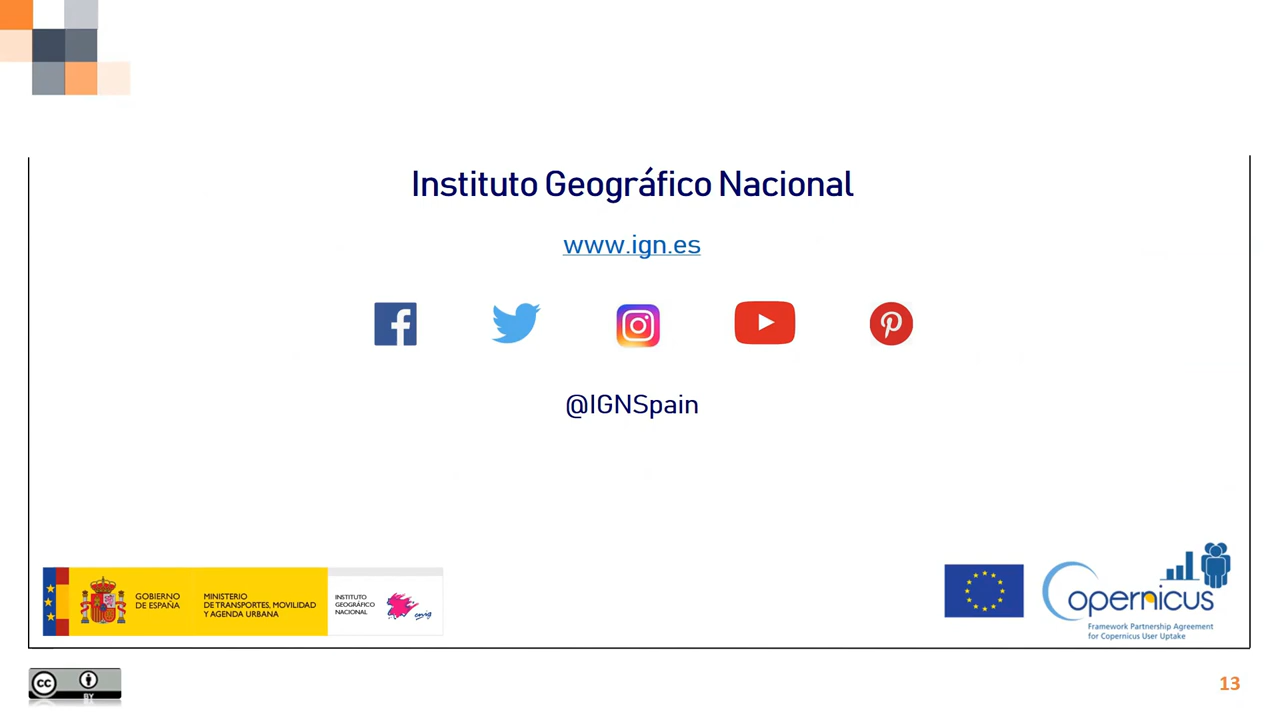 Instituto Geográfico Nacional
www.ign.es
@IGNSpain
GOBIERNO
DE ESPAÑA
MINISTERIO
DE TRANSPORTES, MOVILIDAD
Y AGENDA URBANA
INSTITUTO
GEOGRÁFICO
NACIONAL
cnig
opernicus
Framework Partnership Agreement
for Copernicus User Uptake
cc
BY
13